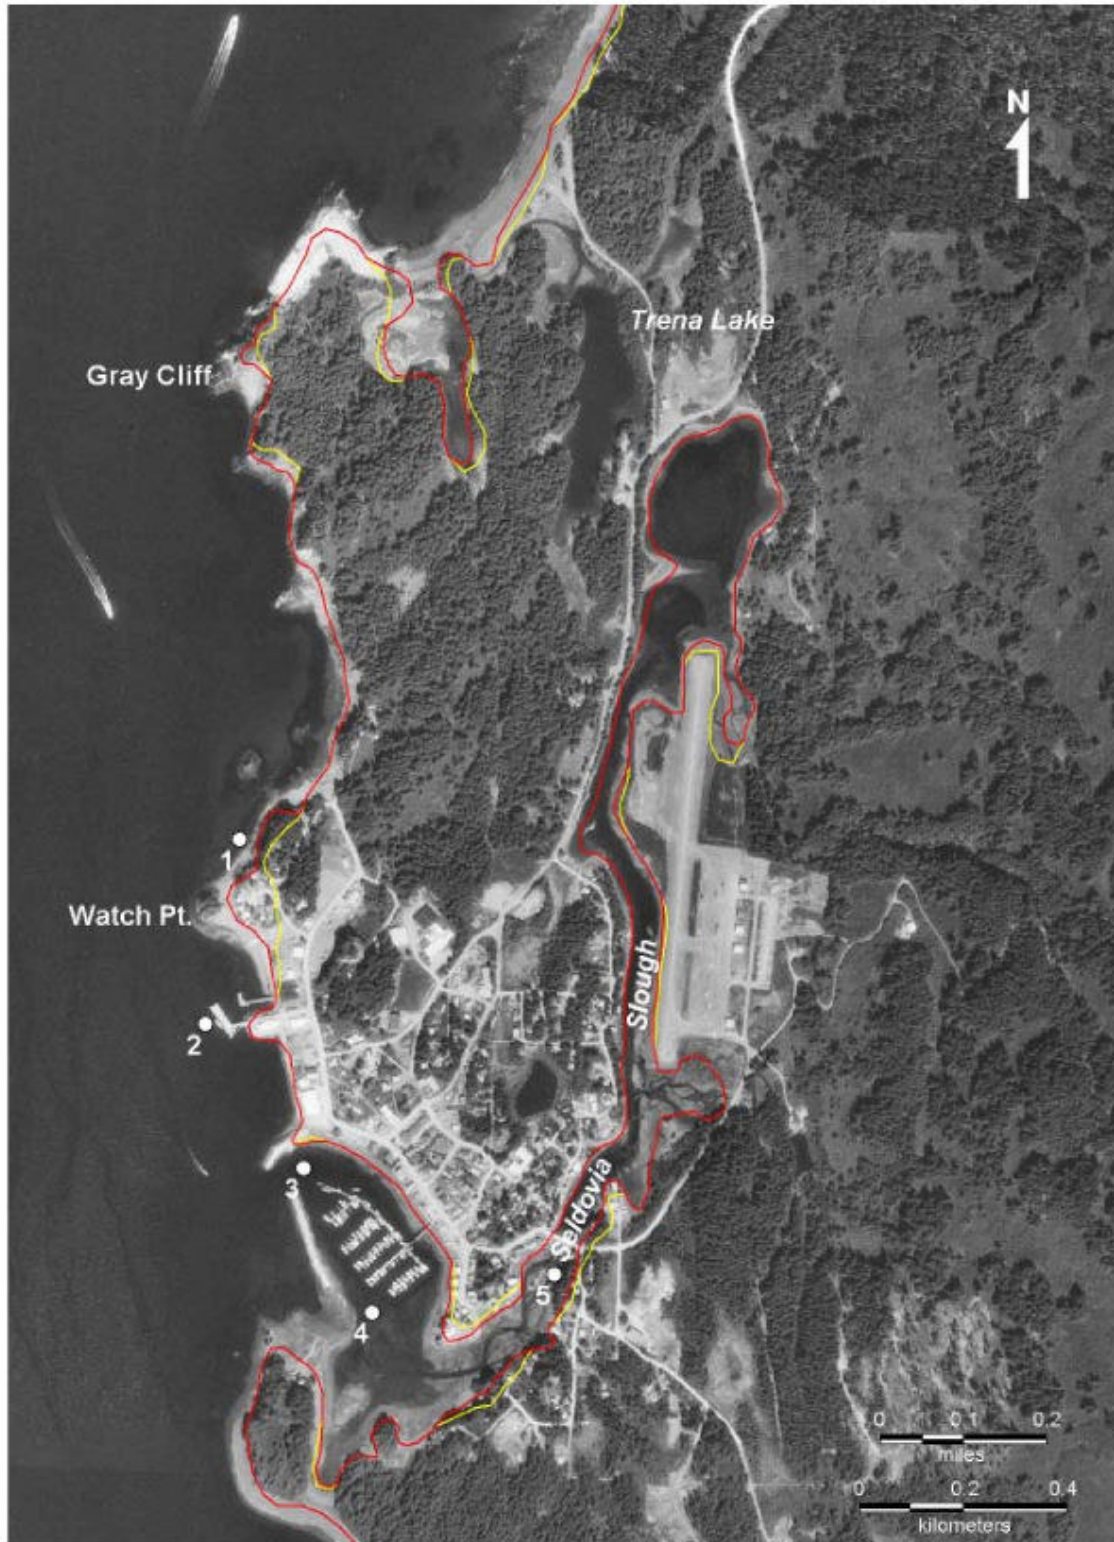 N
Trena Lake
Gray Cliff
1
Watch Pt.
2
Slough
3
Seldovia
5
4
0 0.1 0.2
miles
0 0.2 0.4
kilometers